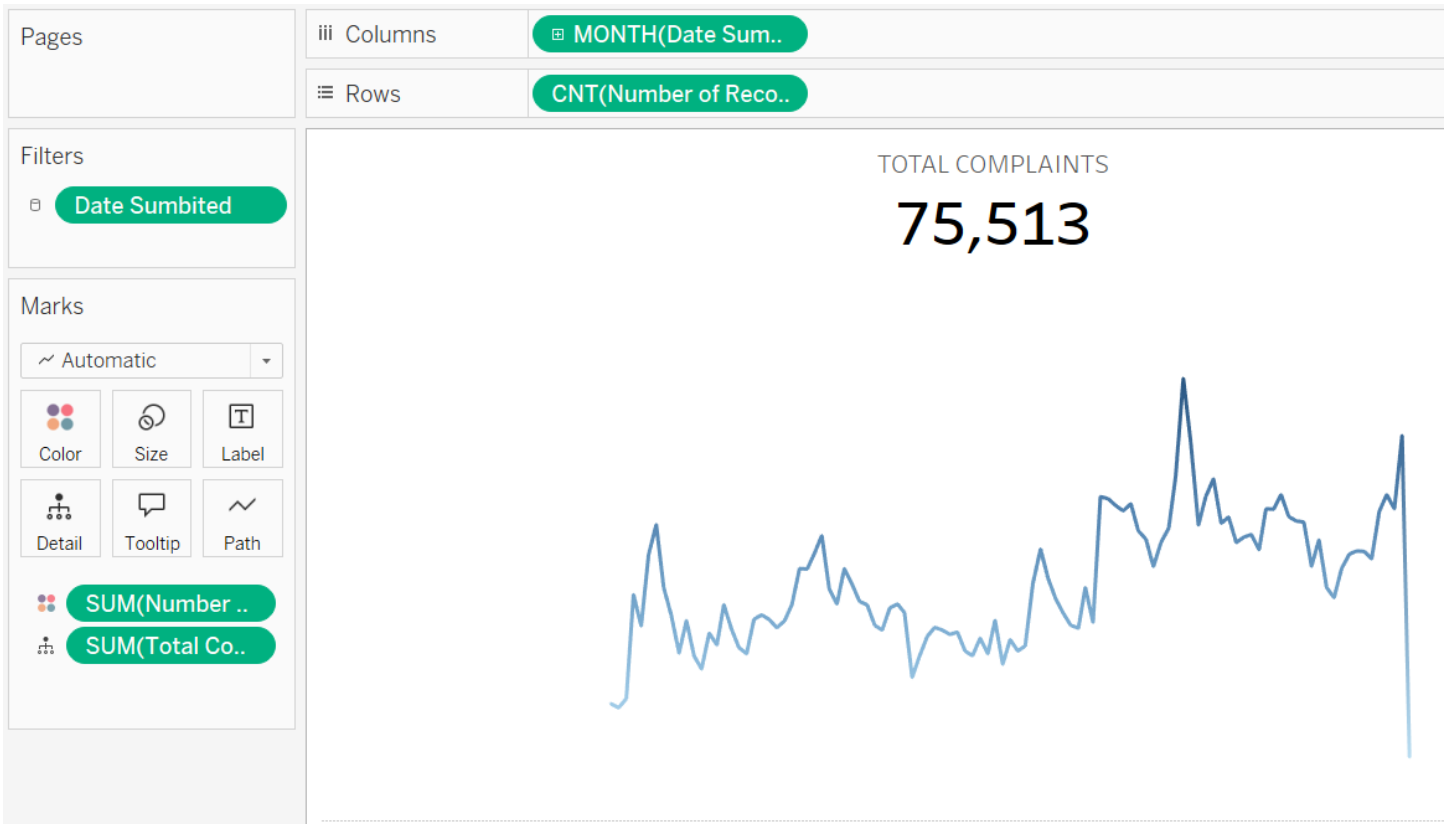 Pages
iii Columns
MONTH(Date Sum..
Rows
CNT(Number of Reco..
Filters
Date Sumbited
TOTAL COMPLAINTS
75,513
Marks
Automatic
Color
Size
T
Label
Detail
Tooltip
Path
SUM(Number ..
SUM(Total Co..